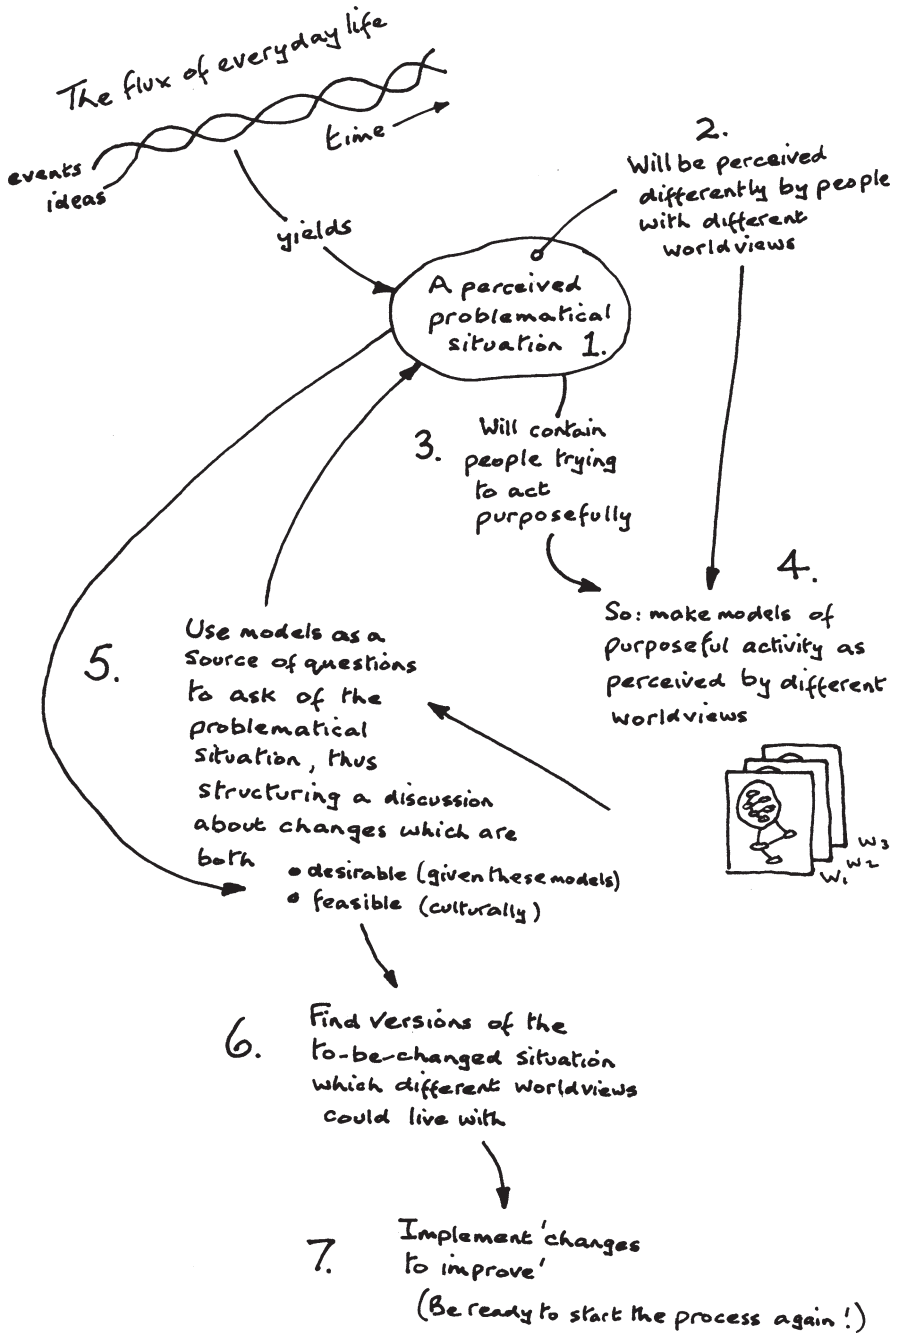 The flux of everyday life
events
ideas
time
yields
2.
Will be perceived
differently by people
with different
worldviews
A perceived
problematical
situation 1.
3.
Will contain
people trying
to act
purposefully
4.
So: make models of
purposeful activity as
perceived by different
worldviews
W3
W2
W1
5.
Use models as a
source of questions
to ask of the
problematical
situation, thus
structuring a discussion
about changes which are
both
• desirable (given these models)
• feasible (culturally)
6.
Find versions of the
to-be-changed situation
which different worldviews
could live with
7.
Implement 'changes
to improve'
(Be ready to start the process again!)